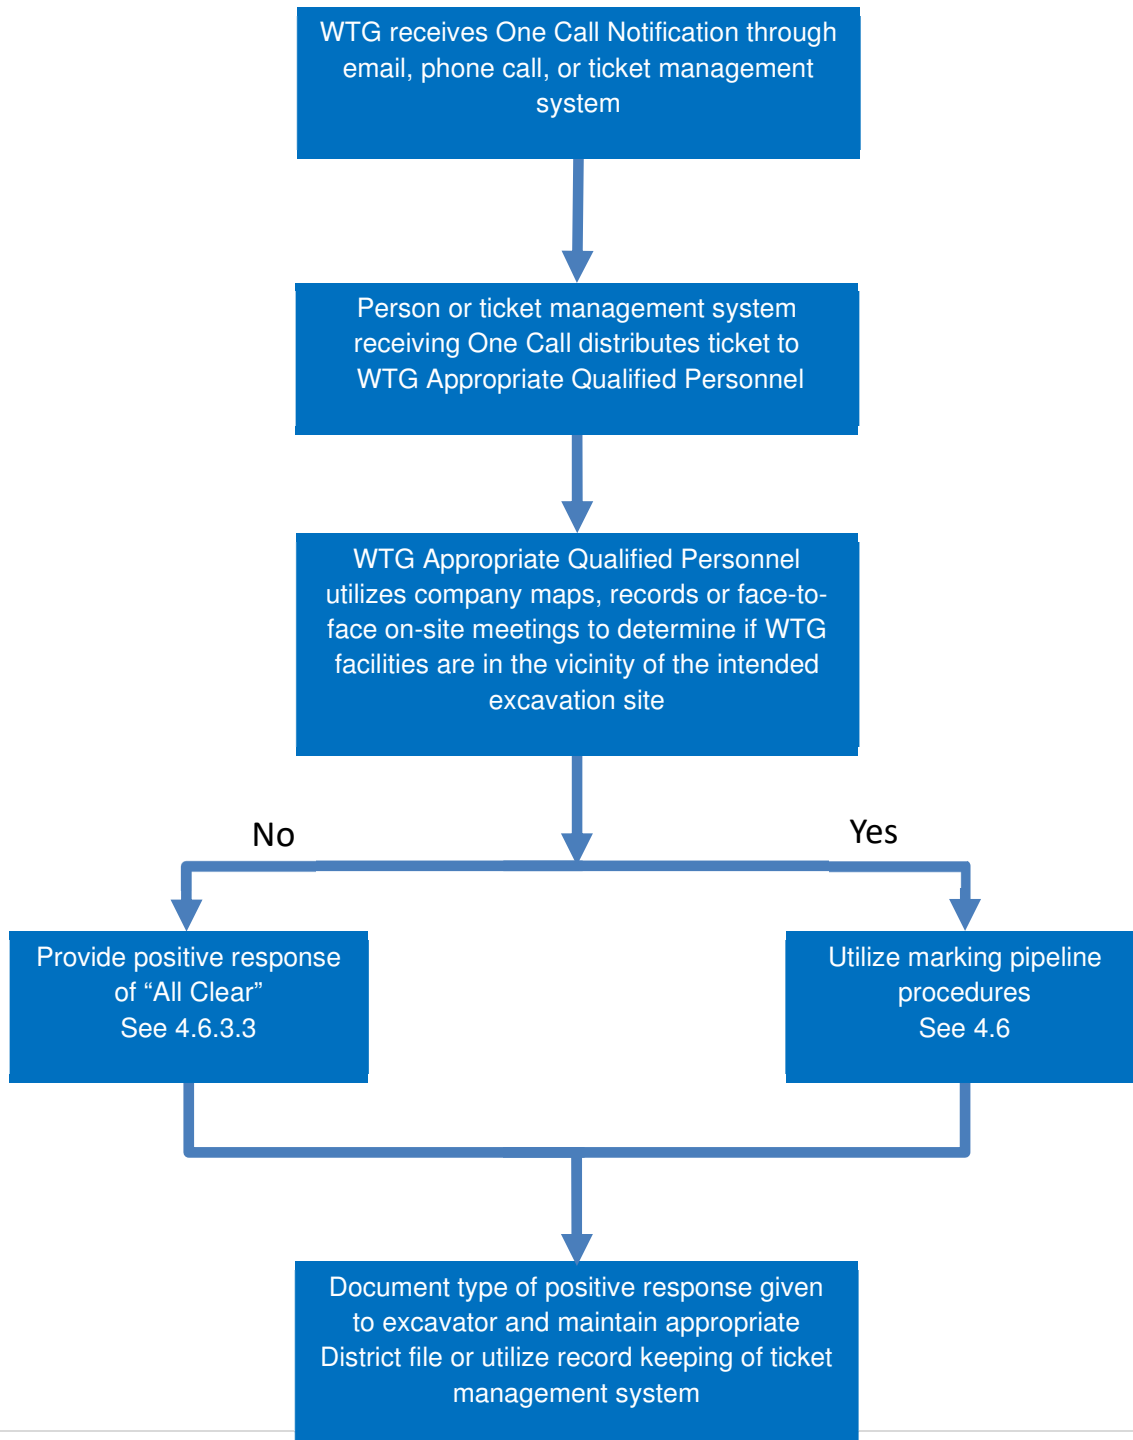 WTG receives One Call Notification through
email, phone call, or ticket management
system
Person or ticket management system
receiving One Call distributes ticket to
WTG Appropriate Qualified Personnel
WTG Appropriate Qualified Personnel
utilizes company maps, records or face-to-
face on-site meetings to determine if WTG
facilities are in the vicinity of the intended
excavation site
No
Yes
Provide positive response
of “All Clear”
See 4.6.3.3
Utilize marking pipeline
procedures
See 4.6
Document type of positive response given
to excavator and maintain appropriate
District file or utilize record keeping of ticket
management system